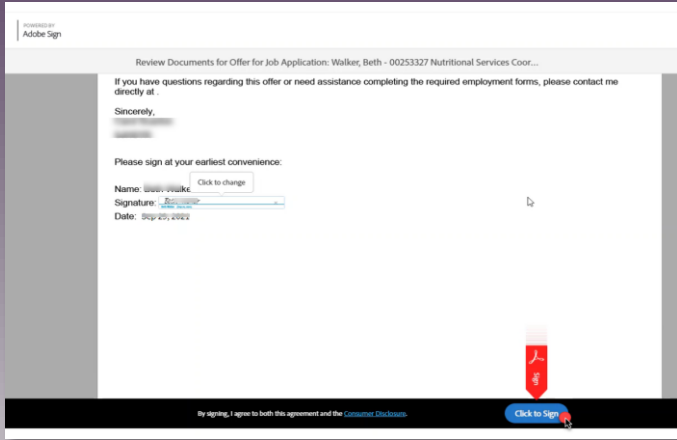 POWERED BY
Adobe Sign
Review Documents for Offer for Job Application: Walker, Beth - 00253327 Nutritional Services Coor...
If you have questions regarding this offer or need assistance completing the required employment forms, please contact me
directly at .
Sincerely,
Please sign at your earliest convenience:
Name:
Click to change
Signature:
Date: Sep 29, 2021
Sign
By signing, I agree to both this agreement and the Consumer Disclosure.
Click to Sign